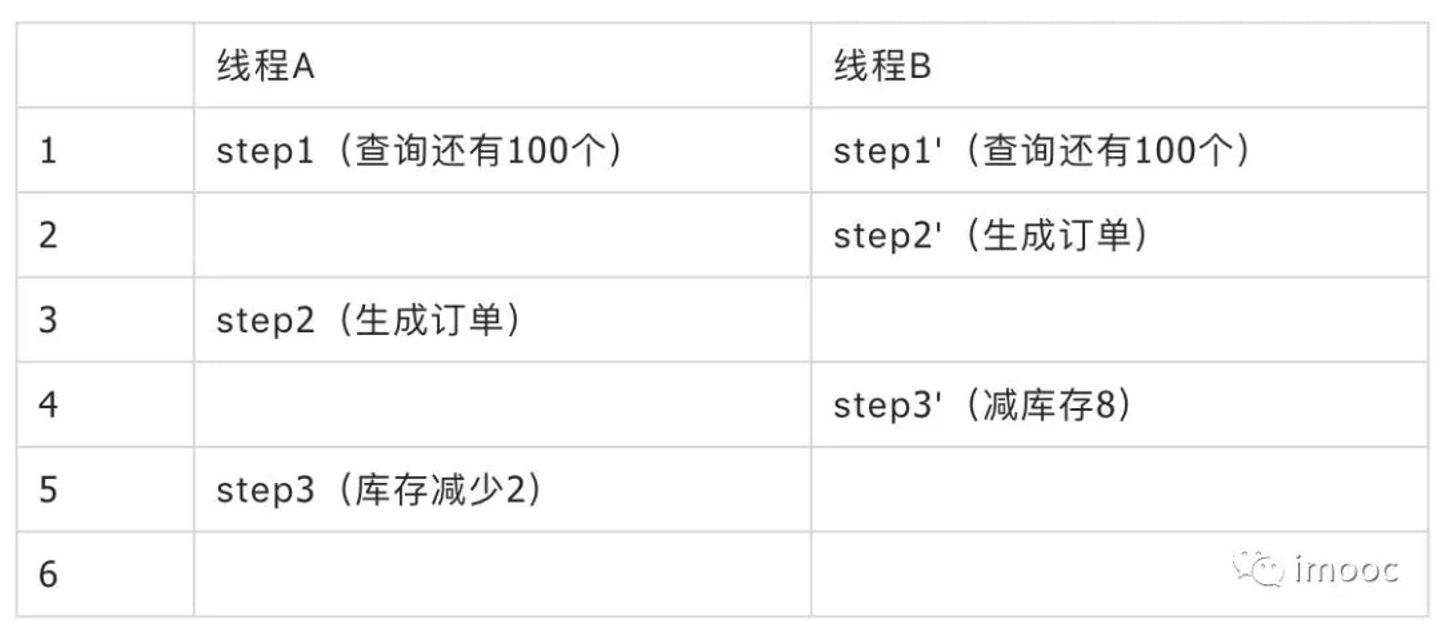 线程A 线程B
1 step1（查询还有100个） step1'（查询还有100个）
2 step2'（生成订单）
3 step2（生成订单）
4 step3'（减库存8）
5 step3（库存减少2）
6
imooc